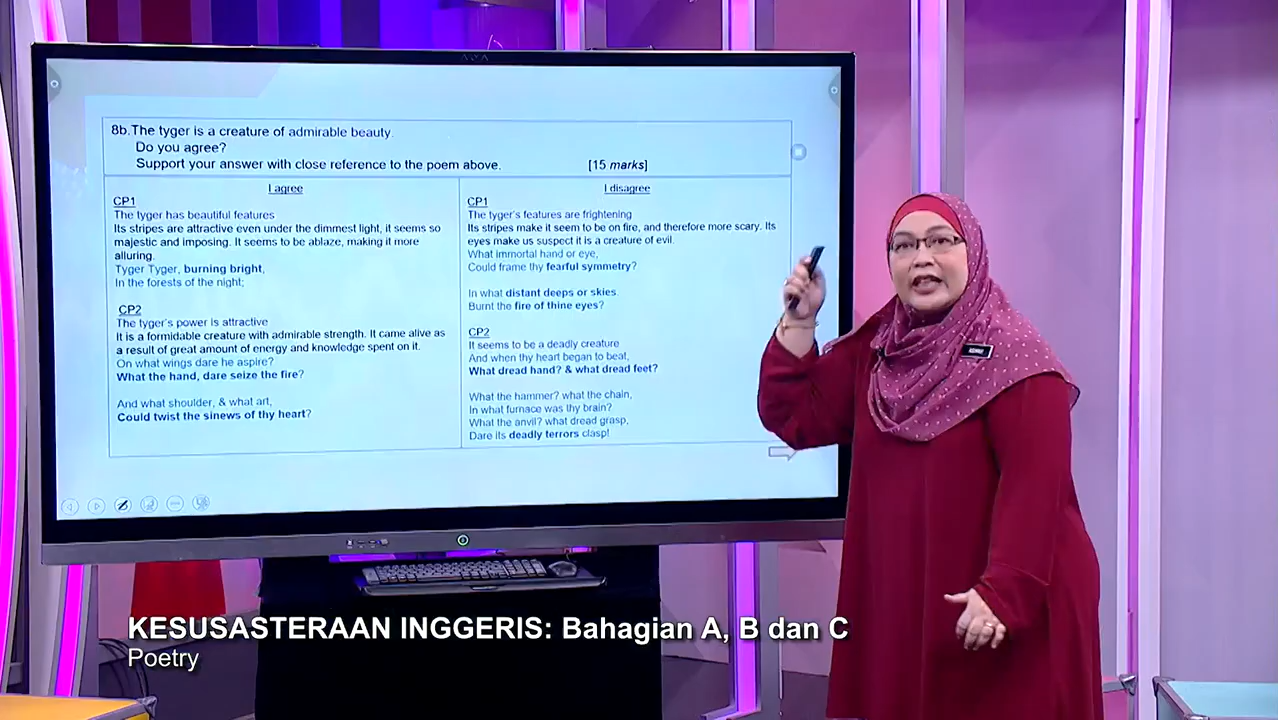 8b.The tyger is a creature of admirable beauty.
Do you agree?
Support your answer with close reference to the poem above. [15 marks]
I agree
CP1
The tyger has beautiful features
Its stripes are attractive even under the dimmest light, it seems so
majestic and imposing. It seems to be ablaze, making it more
alluring.
Tyger Tyger, burning bright,
In the forests of the night;
CP2
The tyger's power is attractive
It is a formidable creature with admirable strength. It came alive as
a result of great amount of energy and knowledge spent on it.
On what wings dare he aspire?
What the hand, dare seize the fire?
And what shoulder, & what art,
Could twist the sinews of thy heart?
I disagree
CP1
The tyger's features are frightening
Its stripes make it seem to be on fire, and therefore more scary. Its
eyes make us suspect it is a creature of evil.
What immortal hand or eye,
Could frame thy fearful symmetry?
In what distant deeps or skies.
Burnt the fire of thine eyes?
CP2
It seems to be a deadly creature
And when thy heart began to beat,
What dread hand? & what dread feet?
What the hammer? what the chain,
In what furnace was thy brain?
What the anvil? what dread grasp,
Dare its deadly terrors clasp!
KESUSASTERAAN INGGERIS: Bahagian A, B dan C
Poetry